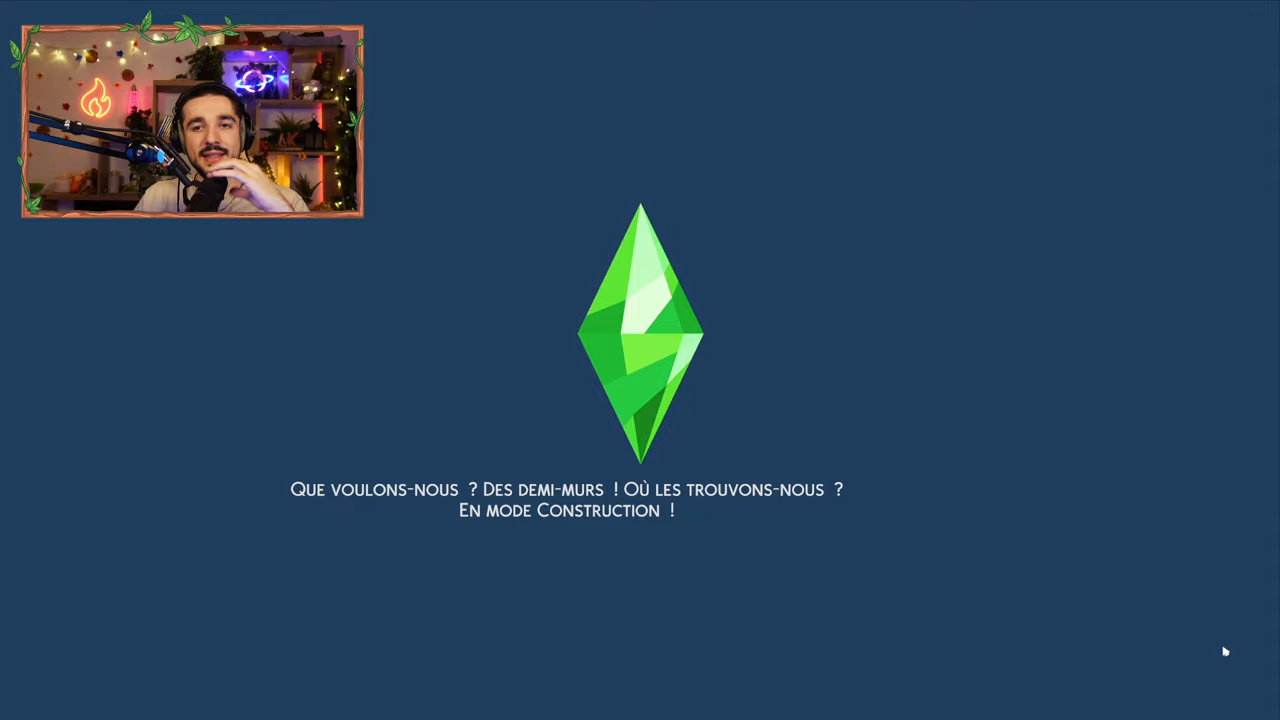 Que voulons-nous ? Des demi-murs ! Où les trouvons-nous ?
En mode Construction !